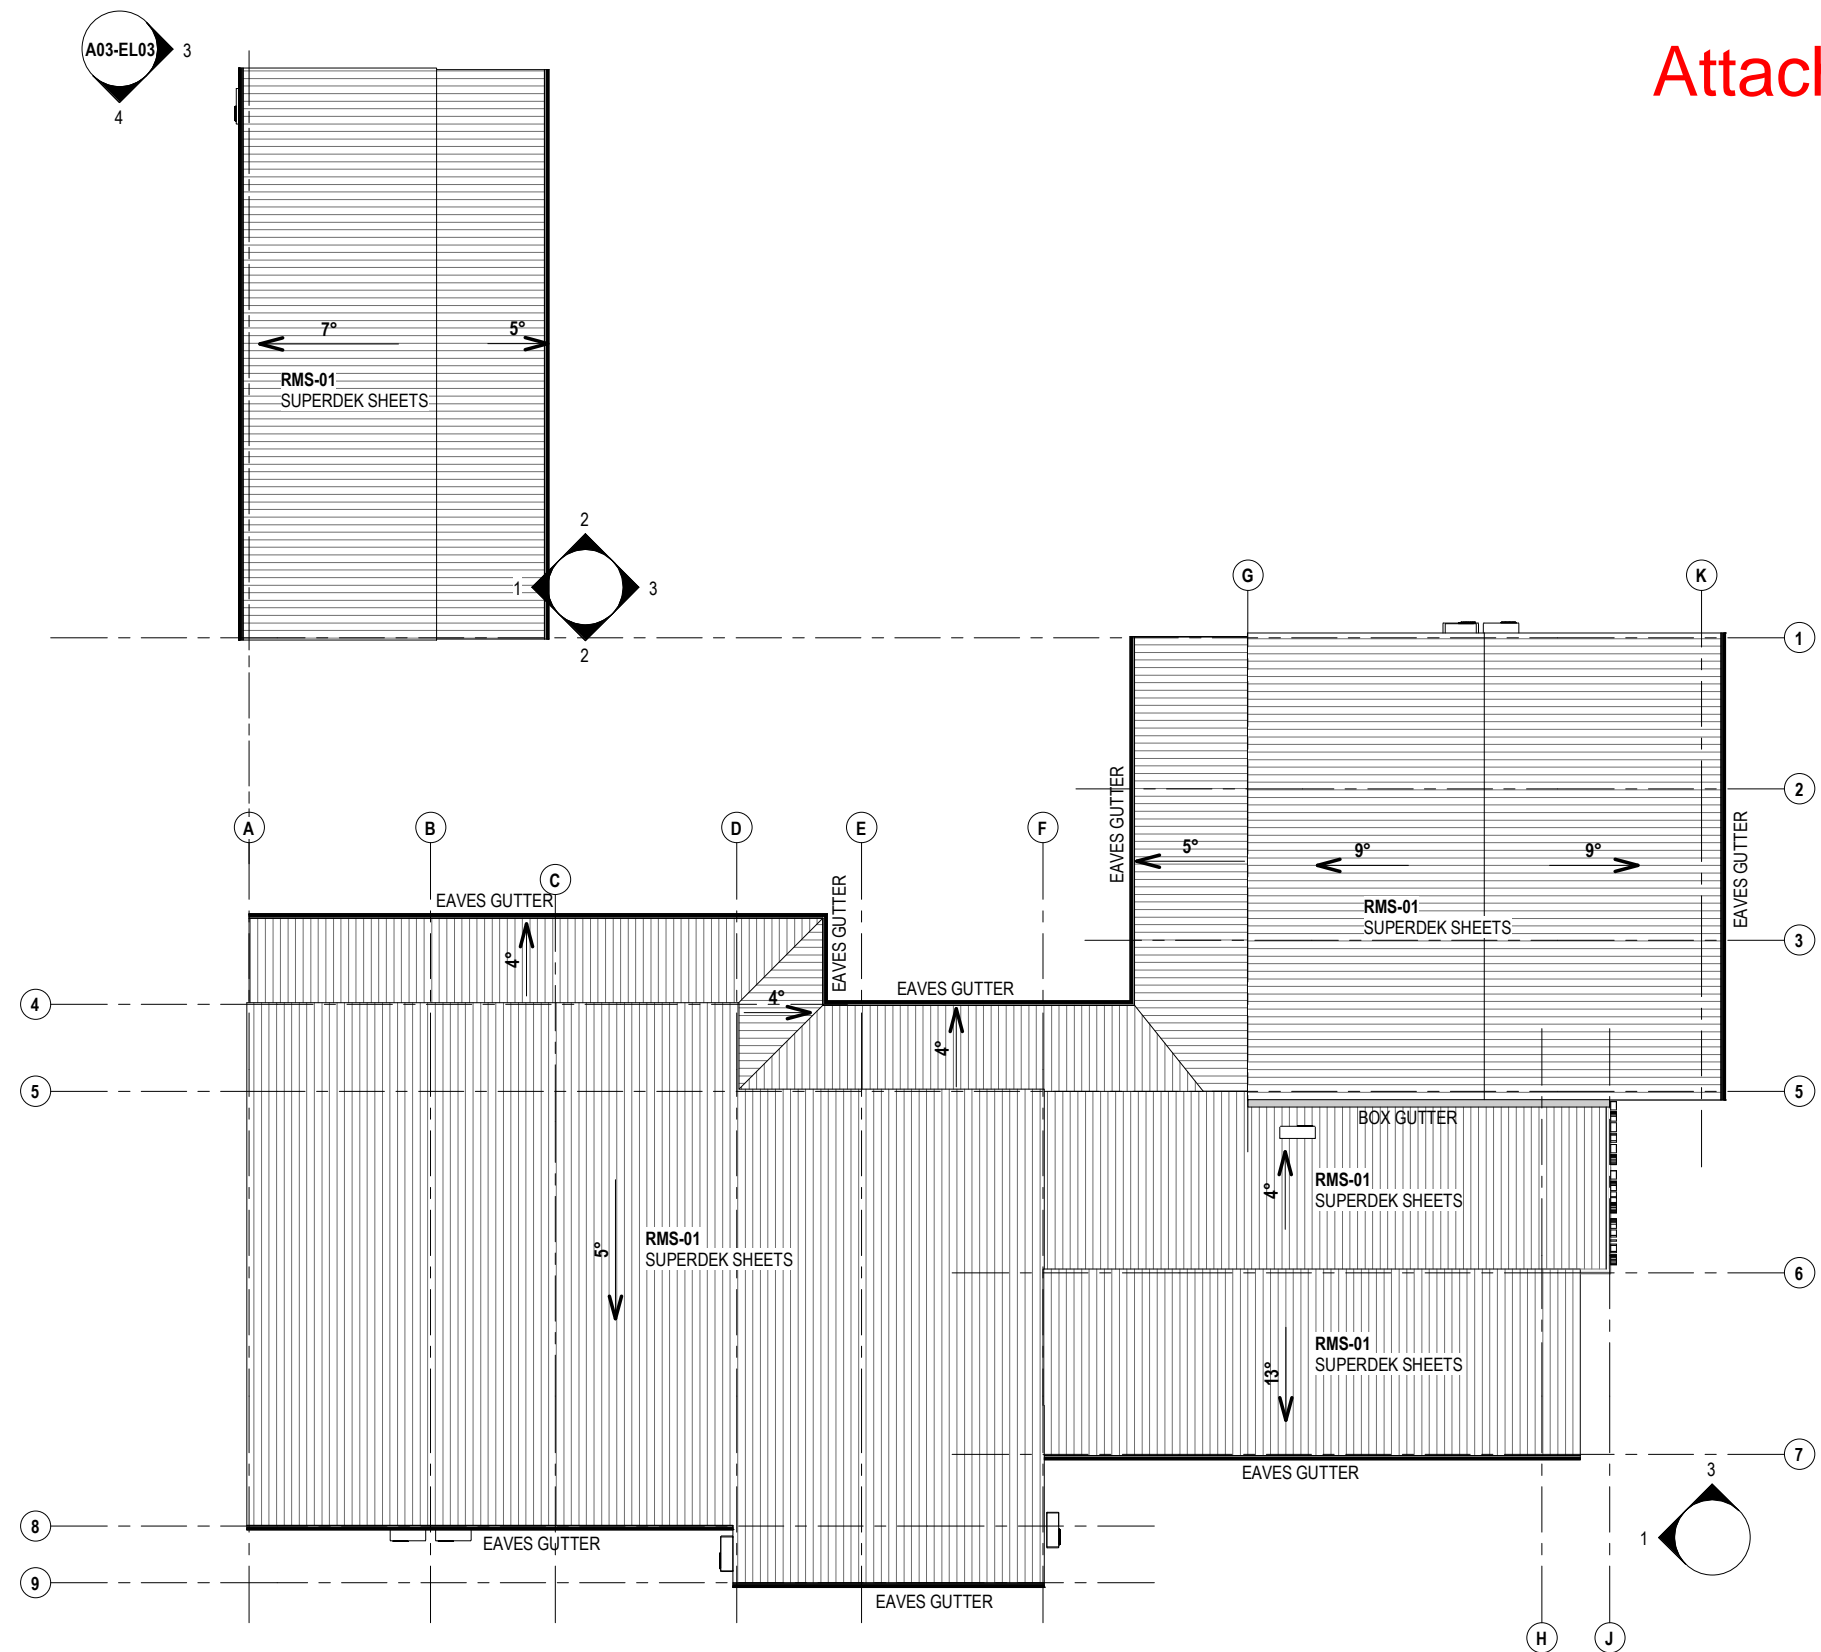 A03-EL03
3
4
Attach
7°
5°
RMS-01
SUPERDEK SHEETS
2
1
3
2
G
K
1
EAVES GUTTER
2
A
B
D
E
F
EAVES GUTTER
5°
9°
9°
C
EAVES GUTTER
EAVES GUTTER
RMS-01
SUPERDEK SHEETS
3
4°
4°
EAVES GUTTER
4
4°
5
5
BOX GUTTER
RMS-01
SUPERDEK SHEETS
4°
RMS-01
SUPERDEK SHEETS
5°
6
RMS-01
SUPERDEK SHEETS
13°
7
EAVES GUTTER
3
1
8
EAVES GUTTER
9
EAVES GUTTER
H
J